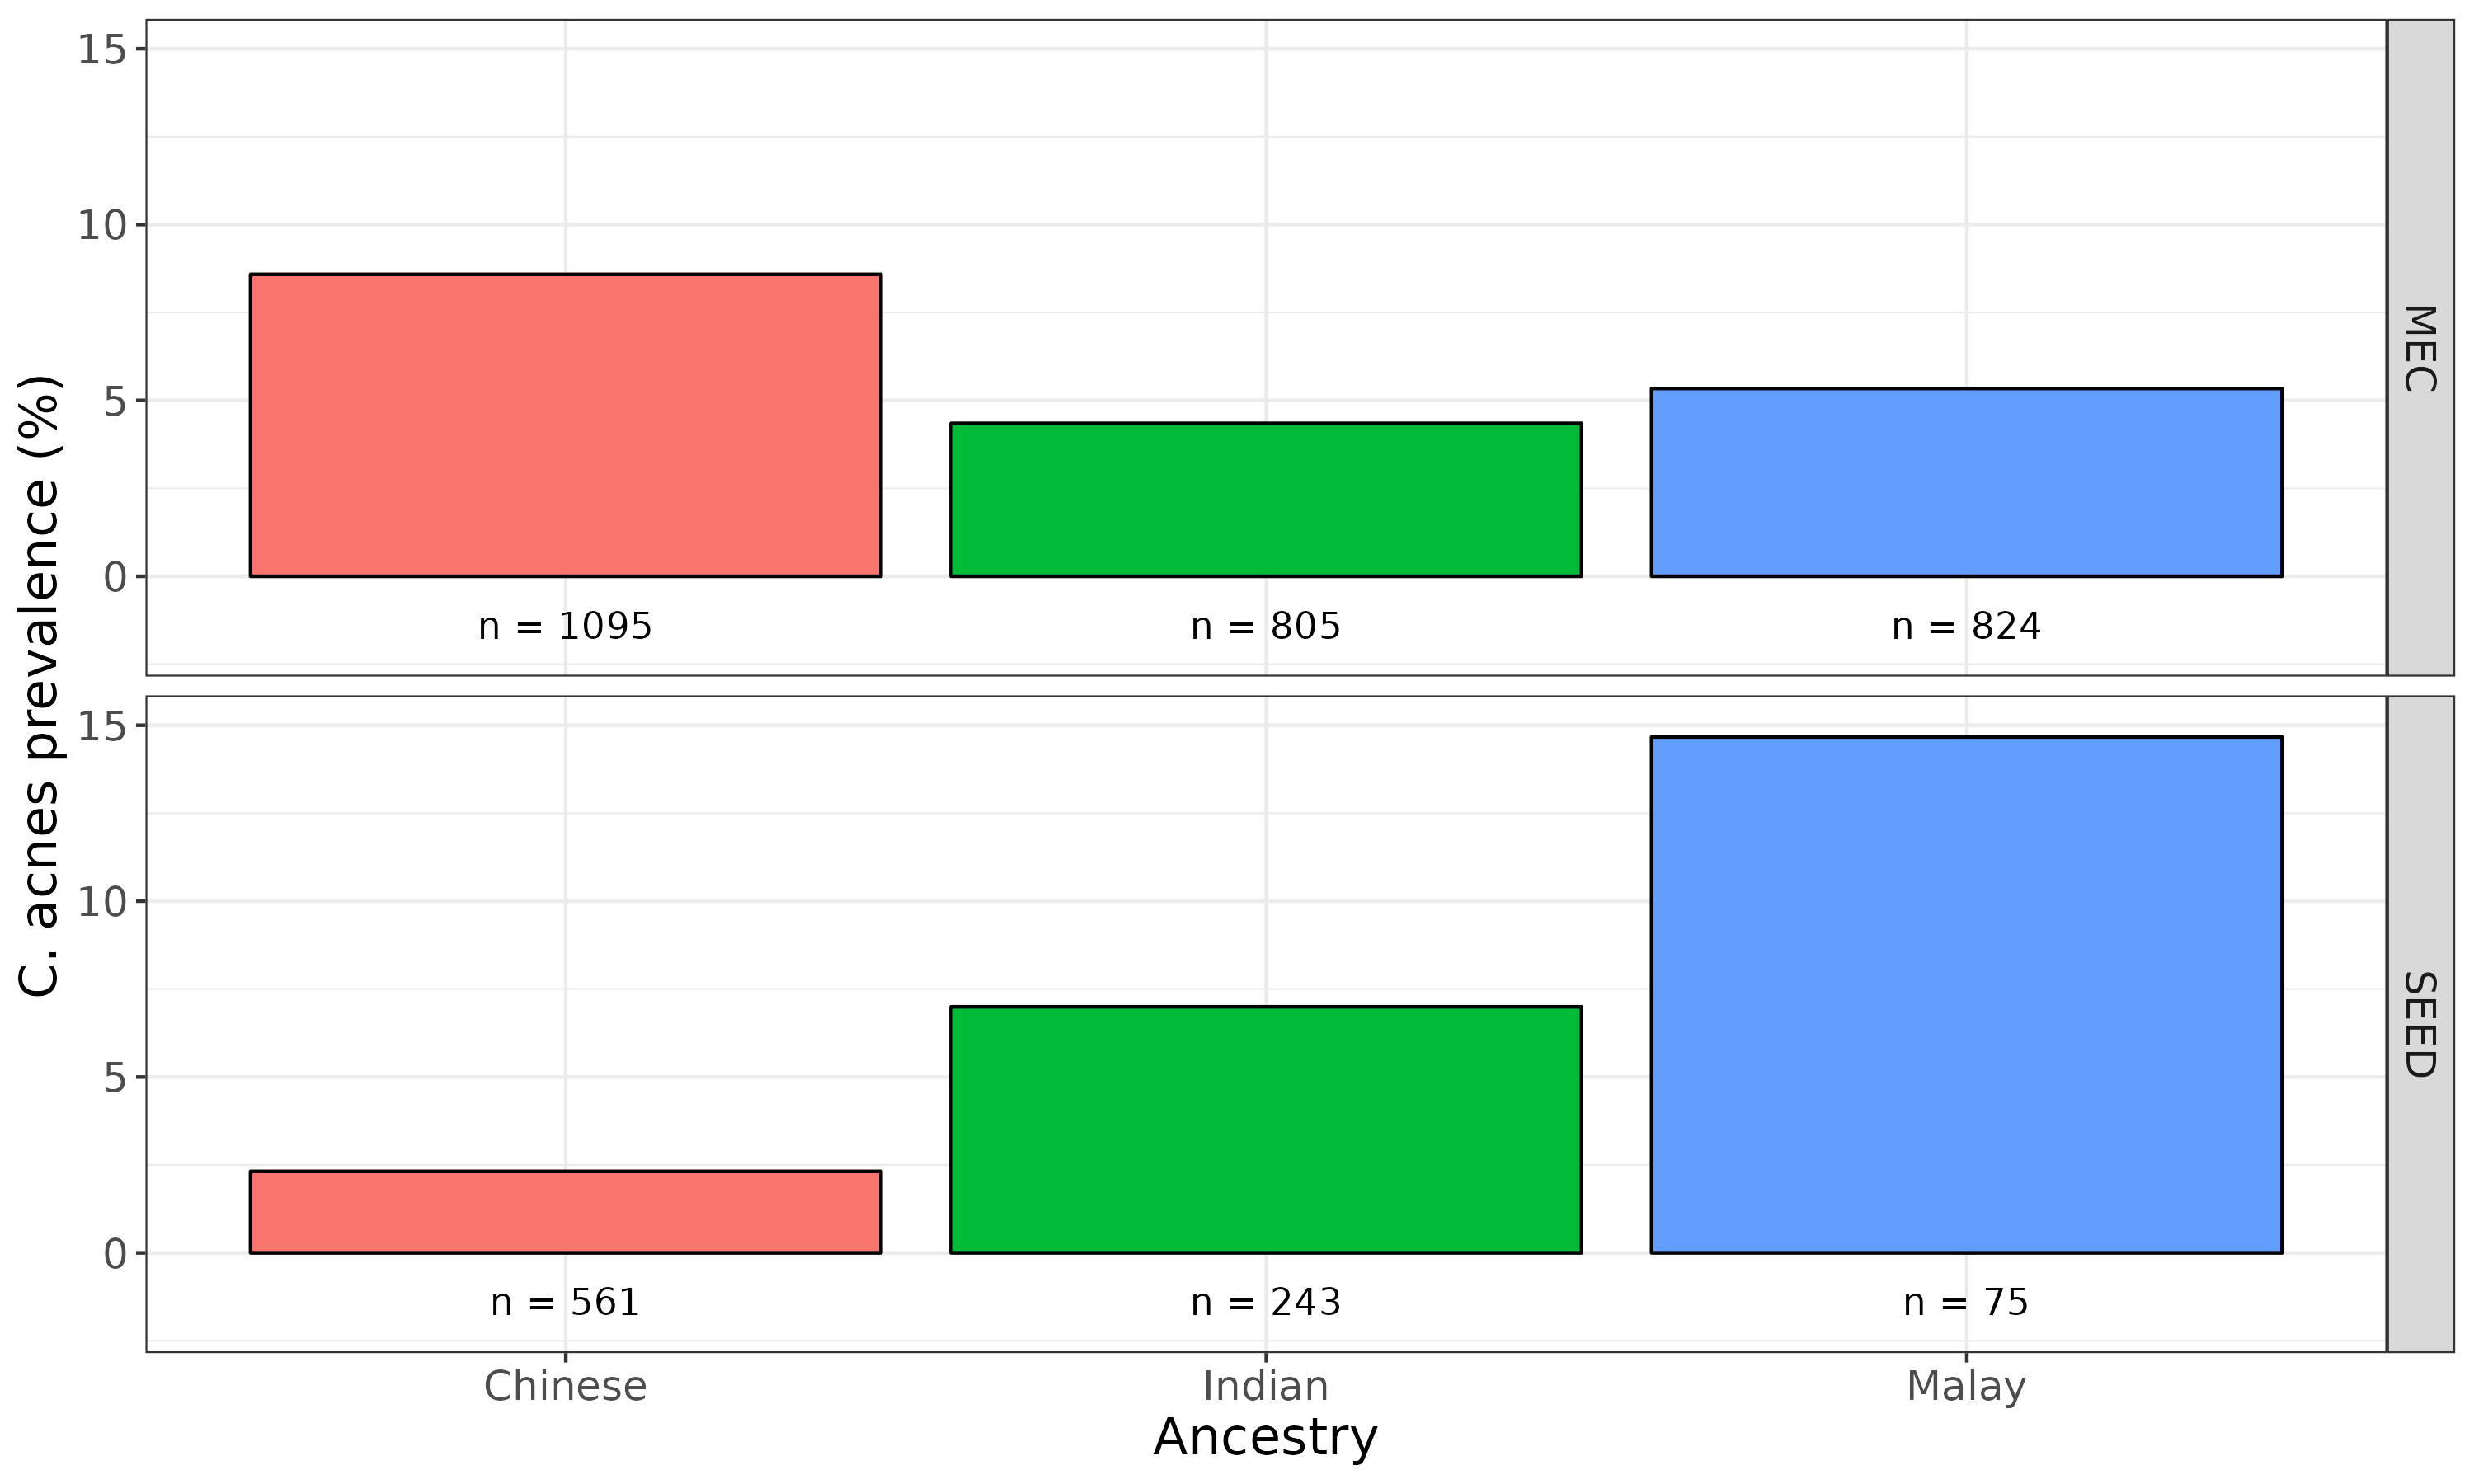 C. acnes prevalence (%)
15
10
5
0
n = 1095
n = 805
n = 824
MEC
15
10
5
0
n = 561
n = 243
n = 75
SEED
Chinese
Indian
Malay
Ancestry